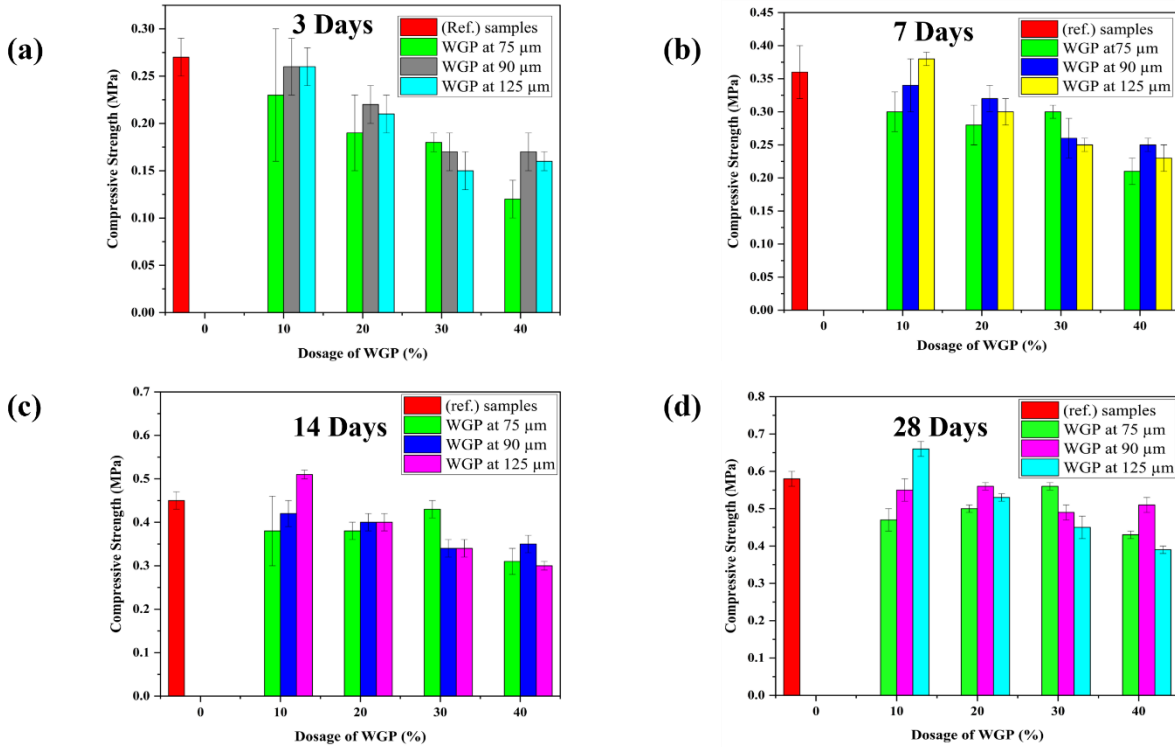 (a)
3 Days
(Ref.) samples
WGP at 75 µm
WGP at 90 µm
WGP at 125 µm
Compressive Strength (MPa)
0.30
0.25
0.20
0.15
0.10
0.05
0.00
0 10 20 30 40
Dosage of WGP (%)
(b)
7 Days
(Ref.) samples
WGP at75 µm
WGP at 90 µm
WGP at 125 µm
Compressive Strength (MPa)
0.45
0.40
0.35
0.30
0.25
0.20
0.15
0.10
0.05
0.00
0 10 20 30 40
Dosage of WGP (%)
(c)
14 Days
(ref.) samples
WGP at 75 µm
WGP at 90 µm
WGP at 125 µm
Compressive Strength (MPa)
0.7
0.6
0.5
0.4
0.3
0.2
0.1
0.0
0 10 20 30 40
Dosage of WGP (%)
(d)
28 Days
(ref.) samples
WGP at 75 µm
WGP at 90 µm
WGP at 125 µm
Compressive Strength (MPa)
0.8
0.7
0.6
0.5
0.4
0.3
0.2
0.1
0.0
0 10 20 30 40
Dosage of WGP (%)